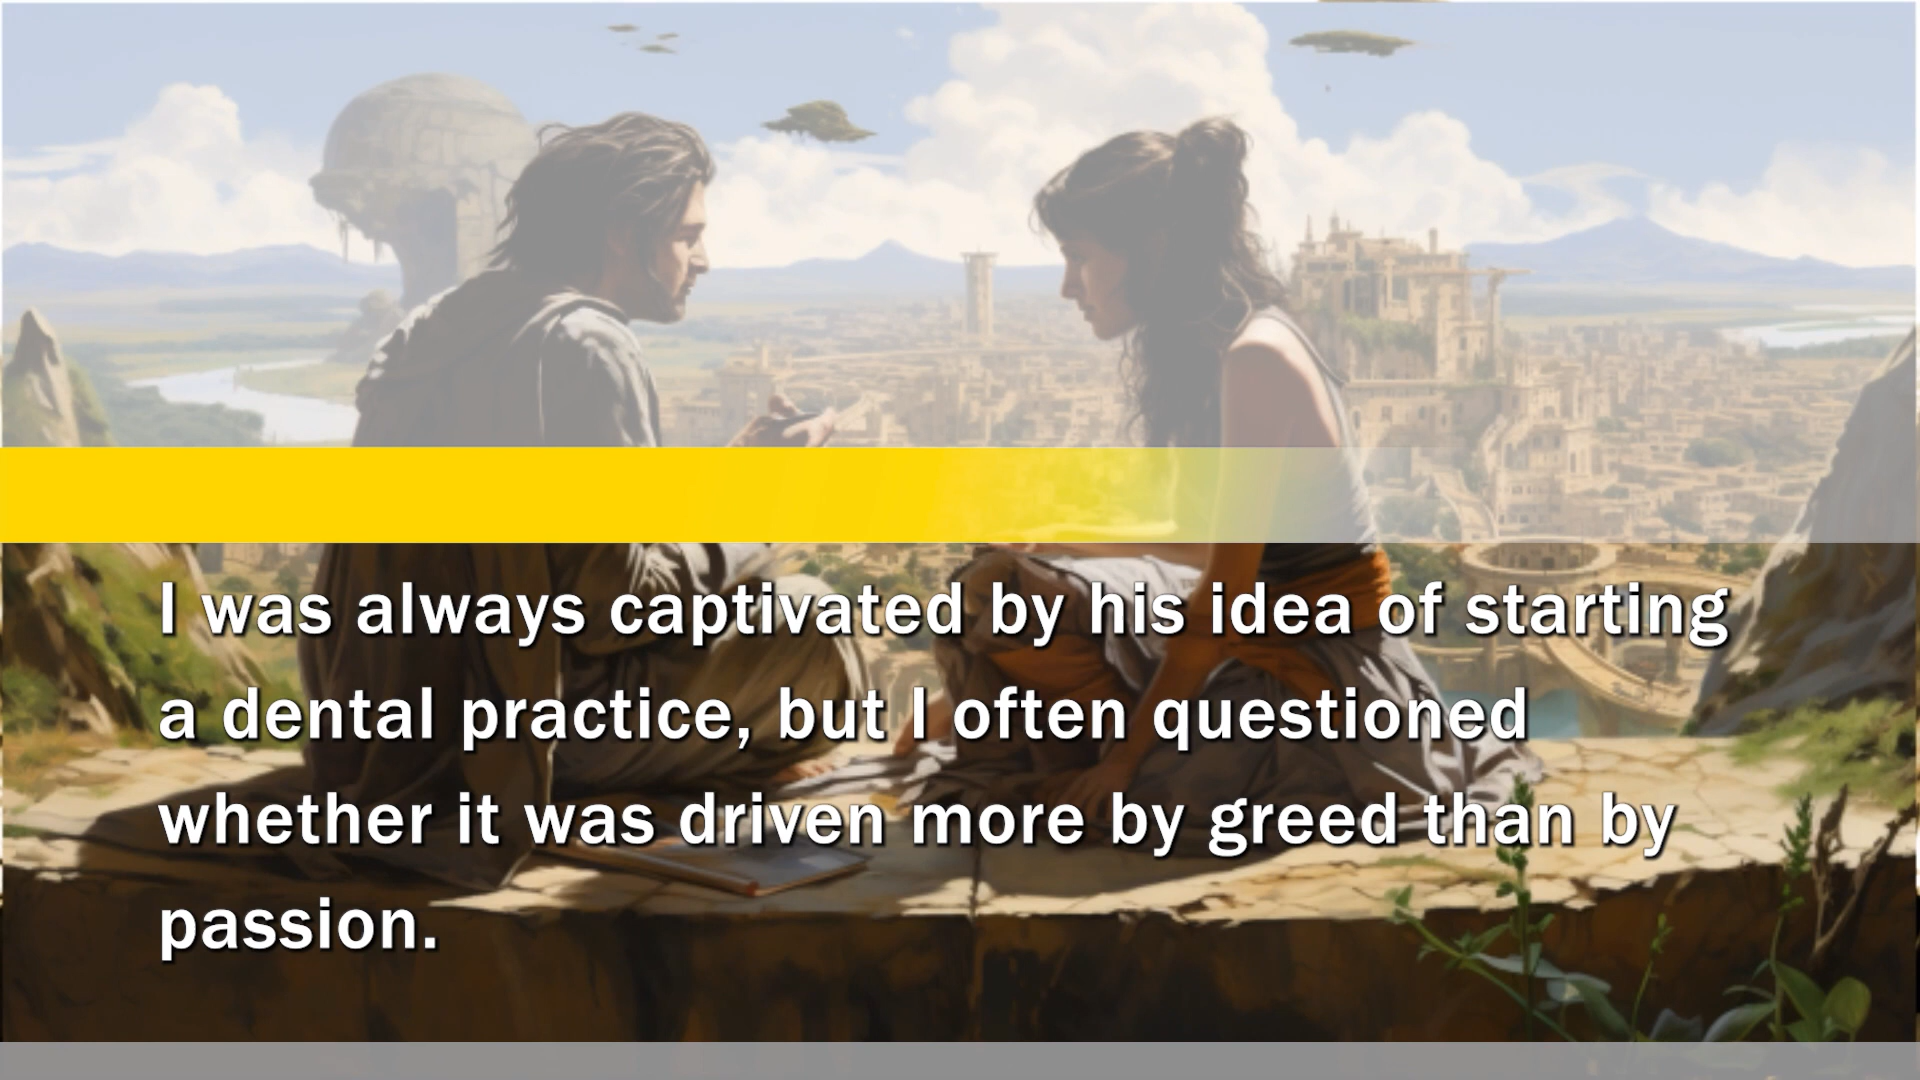 I was always captivated by his idea of starting
a dental practice, but I often questioned
whether it was driven more by greed than by
passion.